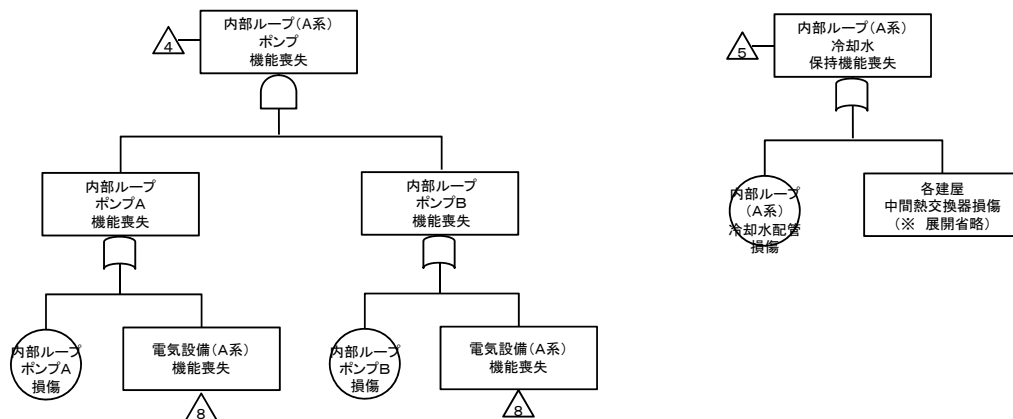 4
内部ループ(A系)
ポンプ
機能喪失
内部ループ
ポンプA
機能喪失
内部ループ
ポンプB
機能喪失
内部ループ
ポンプA
損傷
電気設備(A系)
機能喪失
8
内部ループ
ポンプB
損傷
電気設備(A系)
機能喪失
8
5
内部ループ(A系)
冷却水
保持機能喪失
内部ループ
(A系)
冷却水配管
損傷
各建屋
中間熱交換器損傷
(※ 展開省略)